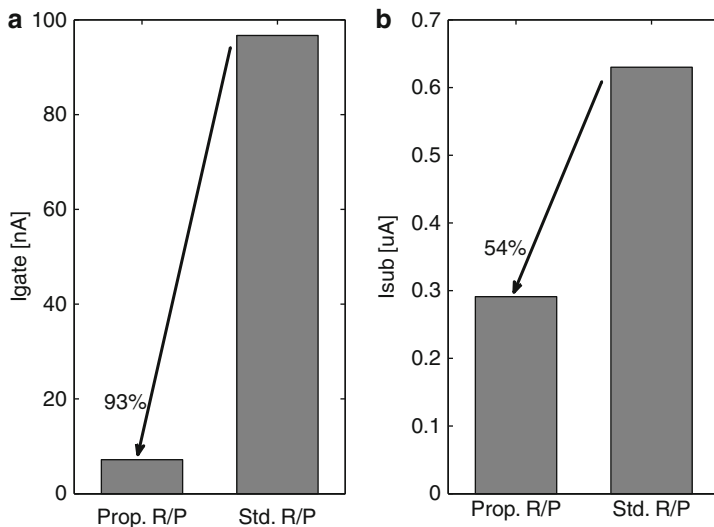 a
100
80
60
40
20
0
Igate [nA]
93%
Prop. R/P
Std. R/P
b
0.7
0.6
0.5
0.4
0.3
0.2
0.1
0
Isub [uA]
54%
Prop. R/P
Std. R/P